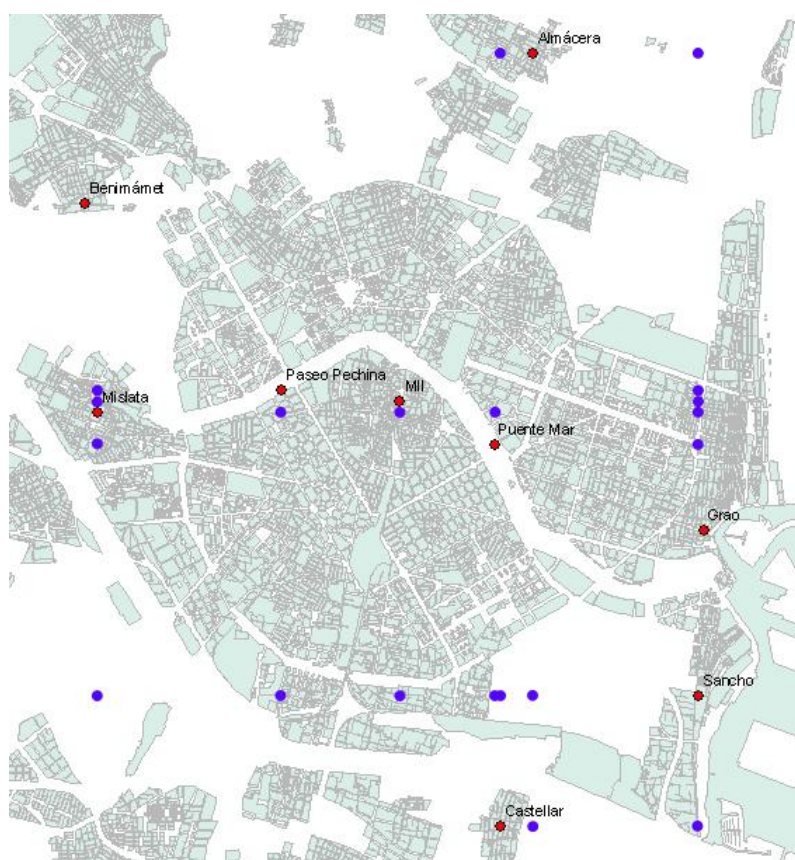 Almácera
Benimámet
Paseo Pechina
MII
Mislata
Puente Mar
Grao
Sancho
Castellar